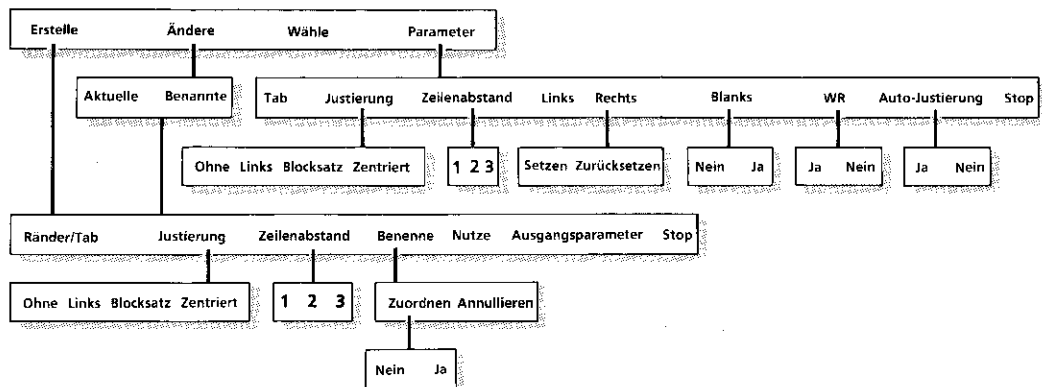 Erstelle Ändere Wähle Parameter
Aktuelle Benannte
Tab Justierung Zeilenabstand Links Rechts Blanks WR Auto-Justierung Stop
Ohne Links Blocksatz Zentriert
1 2 3
Setzen Zurücksetzen
Nein Ja
Ja Nein
Ja Nein
Ränder/Tab Justierung Zeilenabstand Benenne Nutze Ausgangsparameter Stop
Ohne Links Blocksatz Zentriert
1 2 3
Zuordnen Annullieren
Nein Ja